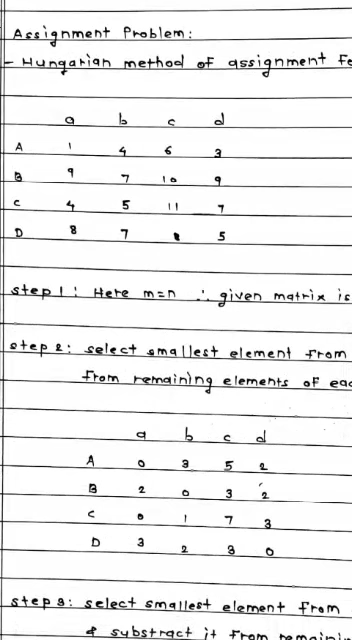 Assignment Problem:
- Hungarian method of assignment
a b c d
A 1 4 6 3
B 9 7 10 9
C 4 5 11 7
D 8 7 8 5
step 1: Here m=n ∴ given matrix is
step 2: select smallest element from
from remaining elements of
a b c d
A 0 3 5 2
B 2 0 3 2
C 0 1 7 3
D 3 2 3 0
step 3: select smallest element from
& substract it from